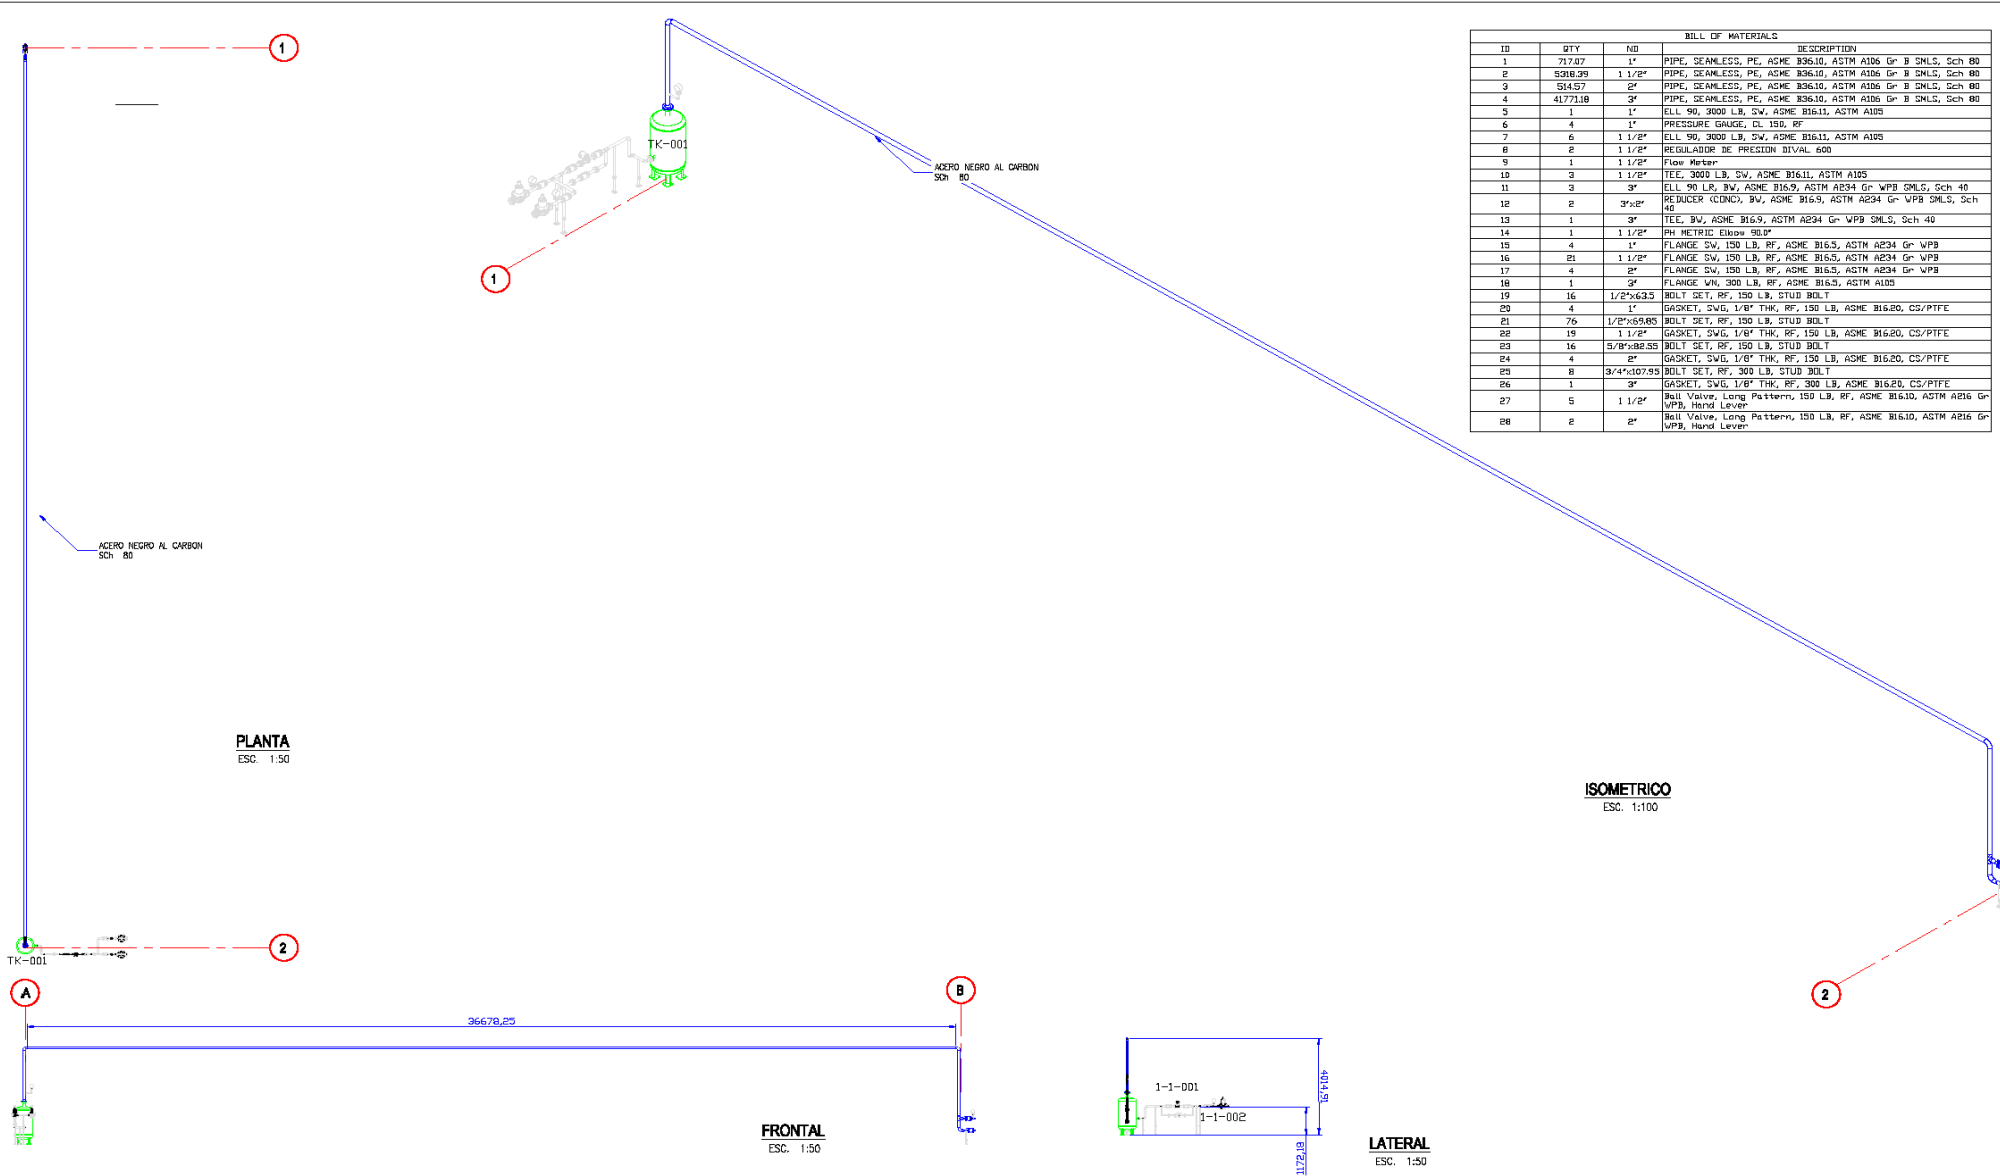 1
BILL OF MATERIALS
ID QTY ND DESCRIPTION
1 717.07 1" PIPE, SEAMLESS, PE, ASME B36.10, ASTM A106 Gr B SMLS, Sch 80
2 5318.39 1 1/2" PIPE, SEAMLESS, PE, ASME B36.10, ASTM A106 Gr B SMLS, Sch 80
3 514.57 2" PIPE, SEAMLESS, PE, ASME B36.10, ASTM A106 Gr B SMLS, Sch 80
4 41771.18 3" PIPE, SEAMLESS, PE, ASME B36.10, ASTM A106 Gr B SMLS, Sch 80
5 1 1" ELL 90, 3000 LB, SW, ASME B16.11, ASTM A105
6 4 1" PRESSURE GAUGE, CL 150, RF
7 6 1 1/2" ELL 90, 3000 LB, SW, ASME B16.11, ASTM A105
8 2 1 1/2" REGULADOR DE PRESION DIVAL 600
9 1 1 1/2" Flow Meter
10 3 1 1/2" TEE, 3000 LB, SW, ASME B16.11, ASTM A105
11 3 3" ELL 90 LR, BW, ASME B16.9, ASTM A234 Gr WPB SMLS, Sch 40
12 2 3"x2" REDUCER (CONC), BW, ASME B16.9, ASTM A234 Gr WPB SMLS, Sch
40
13 1 3" TEE, BW, ASME B16.9, ASTM A234 Gr WPB SMLS, Sch 40
14 1 1 1/2" PH METRIC Elbow 90.0°
15 4 1" FLANGE SW, 150 LB, RF, ASME B16.5, ASTM A234 Gr WPB
16 21 1 1/2" FLANGE SW, 150 LB, RF, ASME B16.5, ASTM A234 Gr WPB
17 4 2" FLANGE SW, 150 LB, RF, ASME B16.5, ASTM A234 Gr WPB
18 1 3" FLANGE WN, 300 LB, RF, ASME B16.5, ASTM A105
19 16 1/2"x63.5 BOLT SET, RF, 150 LB, STUD BOLT
20 4 1" GASKET, SWG, 1/8" THK, RF, 150 LB, ASME B16.20, CS/PTFE
21 76 1/2"x69.85 BOLT SET, RF, 150 LB, STUD BOLT
22 19 1 1/2" GASKET, SWG, 1/8" THK, RF, 150 LB, ASME B16.20, CS/PTFE
23 16 5/8"x82.55 BOLT SET, RF, 150 LB, STUD BOLT
24 4 2" GASKET, SWG, 1/8" THK, RF, 150 LB, ASME B16.20, CS/PTFE
25 8 3/4"x107.95 BOLT SET, RF, 300 LB, STUD BOLT
26 1 3" GASKET, SWG, 1/8" THK, RF, 300 LB, ASME B16.20, CS/PTFE
27 5 1 1/2" Ball Valve, Long Pattern, 150 LB, RF, ASME B16.10, ASTM A216 Gr
WPB, Hand Lever
28 2 2" Ball Valve, Long Pattern, 150 LB, RF, ASME B16.10, ASTM A216 Gr
WPB, Hand Lever
TK-001
ACERO NEGRO AL CARBON
SCh 80
1
ACERO NEGRO AL CARBON
SCh 80
PLANTA
ESC. 1:50
ISOMETRICO
ESC. 1:100
2
TK-001
A
B
2
36678,25
1-1-001
1-1-002
4014,91
1172,18
FRONTAL
ESC. 1:50
LATERAL
ESC. 1:50